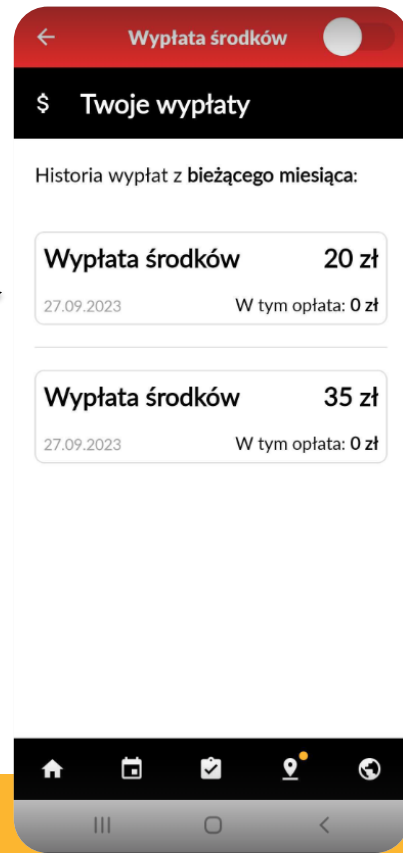 Wypłata środków
$ Twoje wypłaty
Historia wypłat z bieżącego miesiąca:
Wypłata środków 20 zł
27.09.2023 W tym opłata: 0 zł
Wypłata środków 35 zł
27.09.2023 W tym opłata: 0 zł